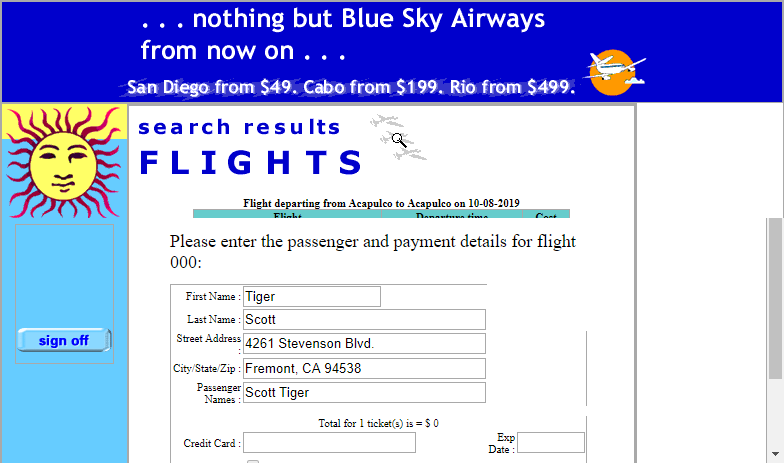 . . . nothing but Blue Sky Airways
from now on . . .
San Diego from $49. Cabo from $199. Rio from $499.
search results
FLIGHTS
Flight departing from Acapulco to Acapulco on 10-08-2019
Flight Departure time Cost
Please enter the passenger and payment details for flight
000:
First Name : Tiger
Last Name : Scott
sign off
Street Address
: 4261 Stevenson Blvd.
City/State/Zip : Fremont, CA 94538
Passenger
Names : Scott Tiger
Total for 1 ticket(s) is = $ 0
Credit Card :
Exp
Date :